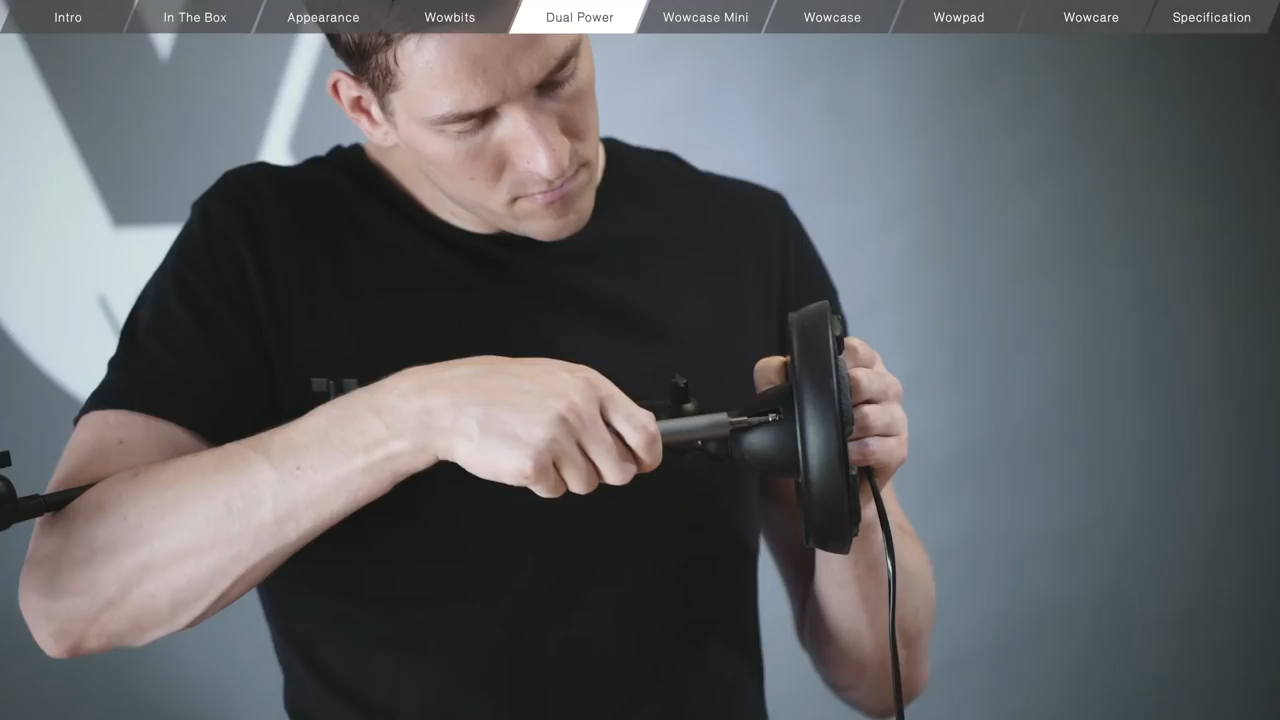 Intro
In The Box
Appearance
Wowbits
Dual Power
Wowcase Mini
Wowcase
Wowpad
Wowcare
Specification